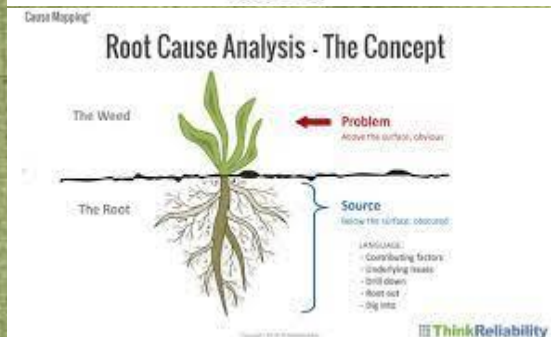 Cause Mapping®
Root Cause Analysis - The Concept
The Weed
Problem
Above the surface, obvious
The Root
Source
Below the surface, obscured
LANGUAGE:
- Contributing factors
- Underlying issues
- Drill down
- Root out
- Dig into
ThinkReliability